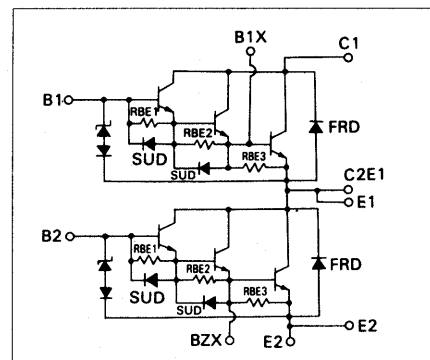 B1X
C1
B1
RBE1
RBE2
RBE3
SUD
SUD
FRD
C2E1
E1
B2
RBE1
RBE2
RBE3
SUD
SUD
FRD
BZX
E2
E2